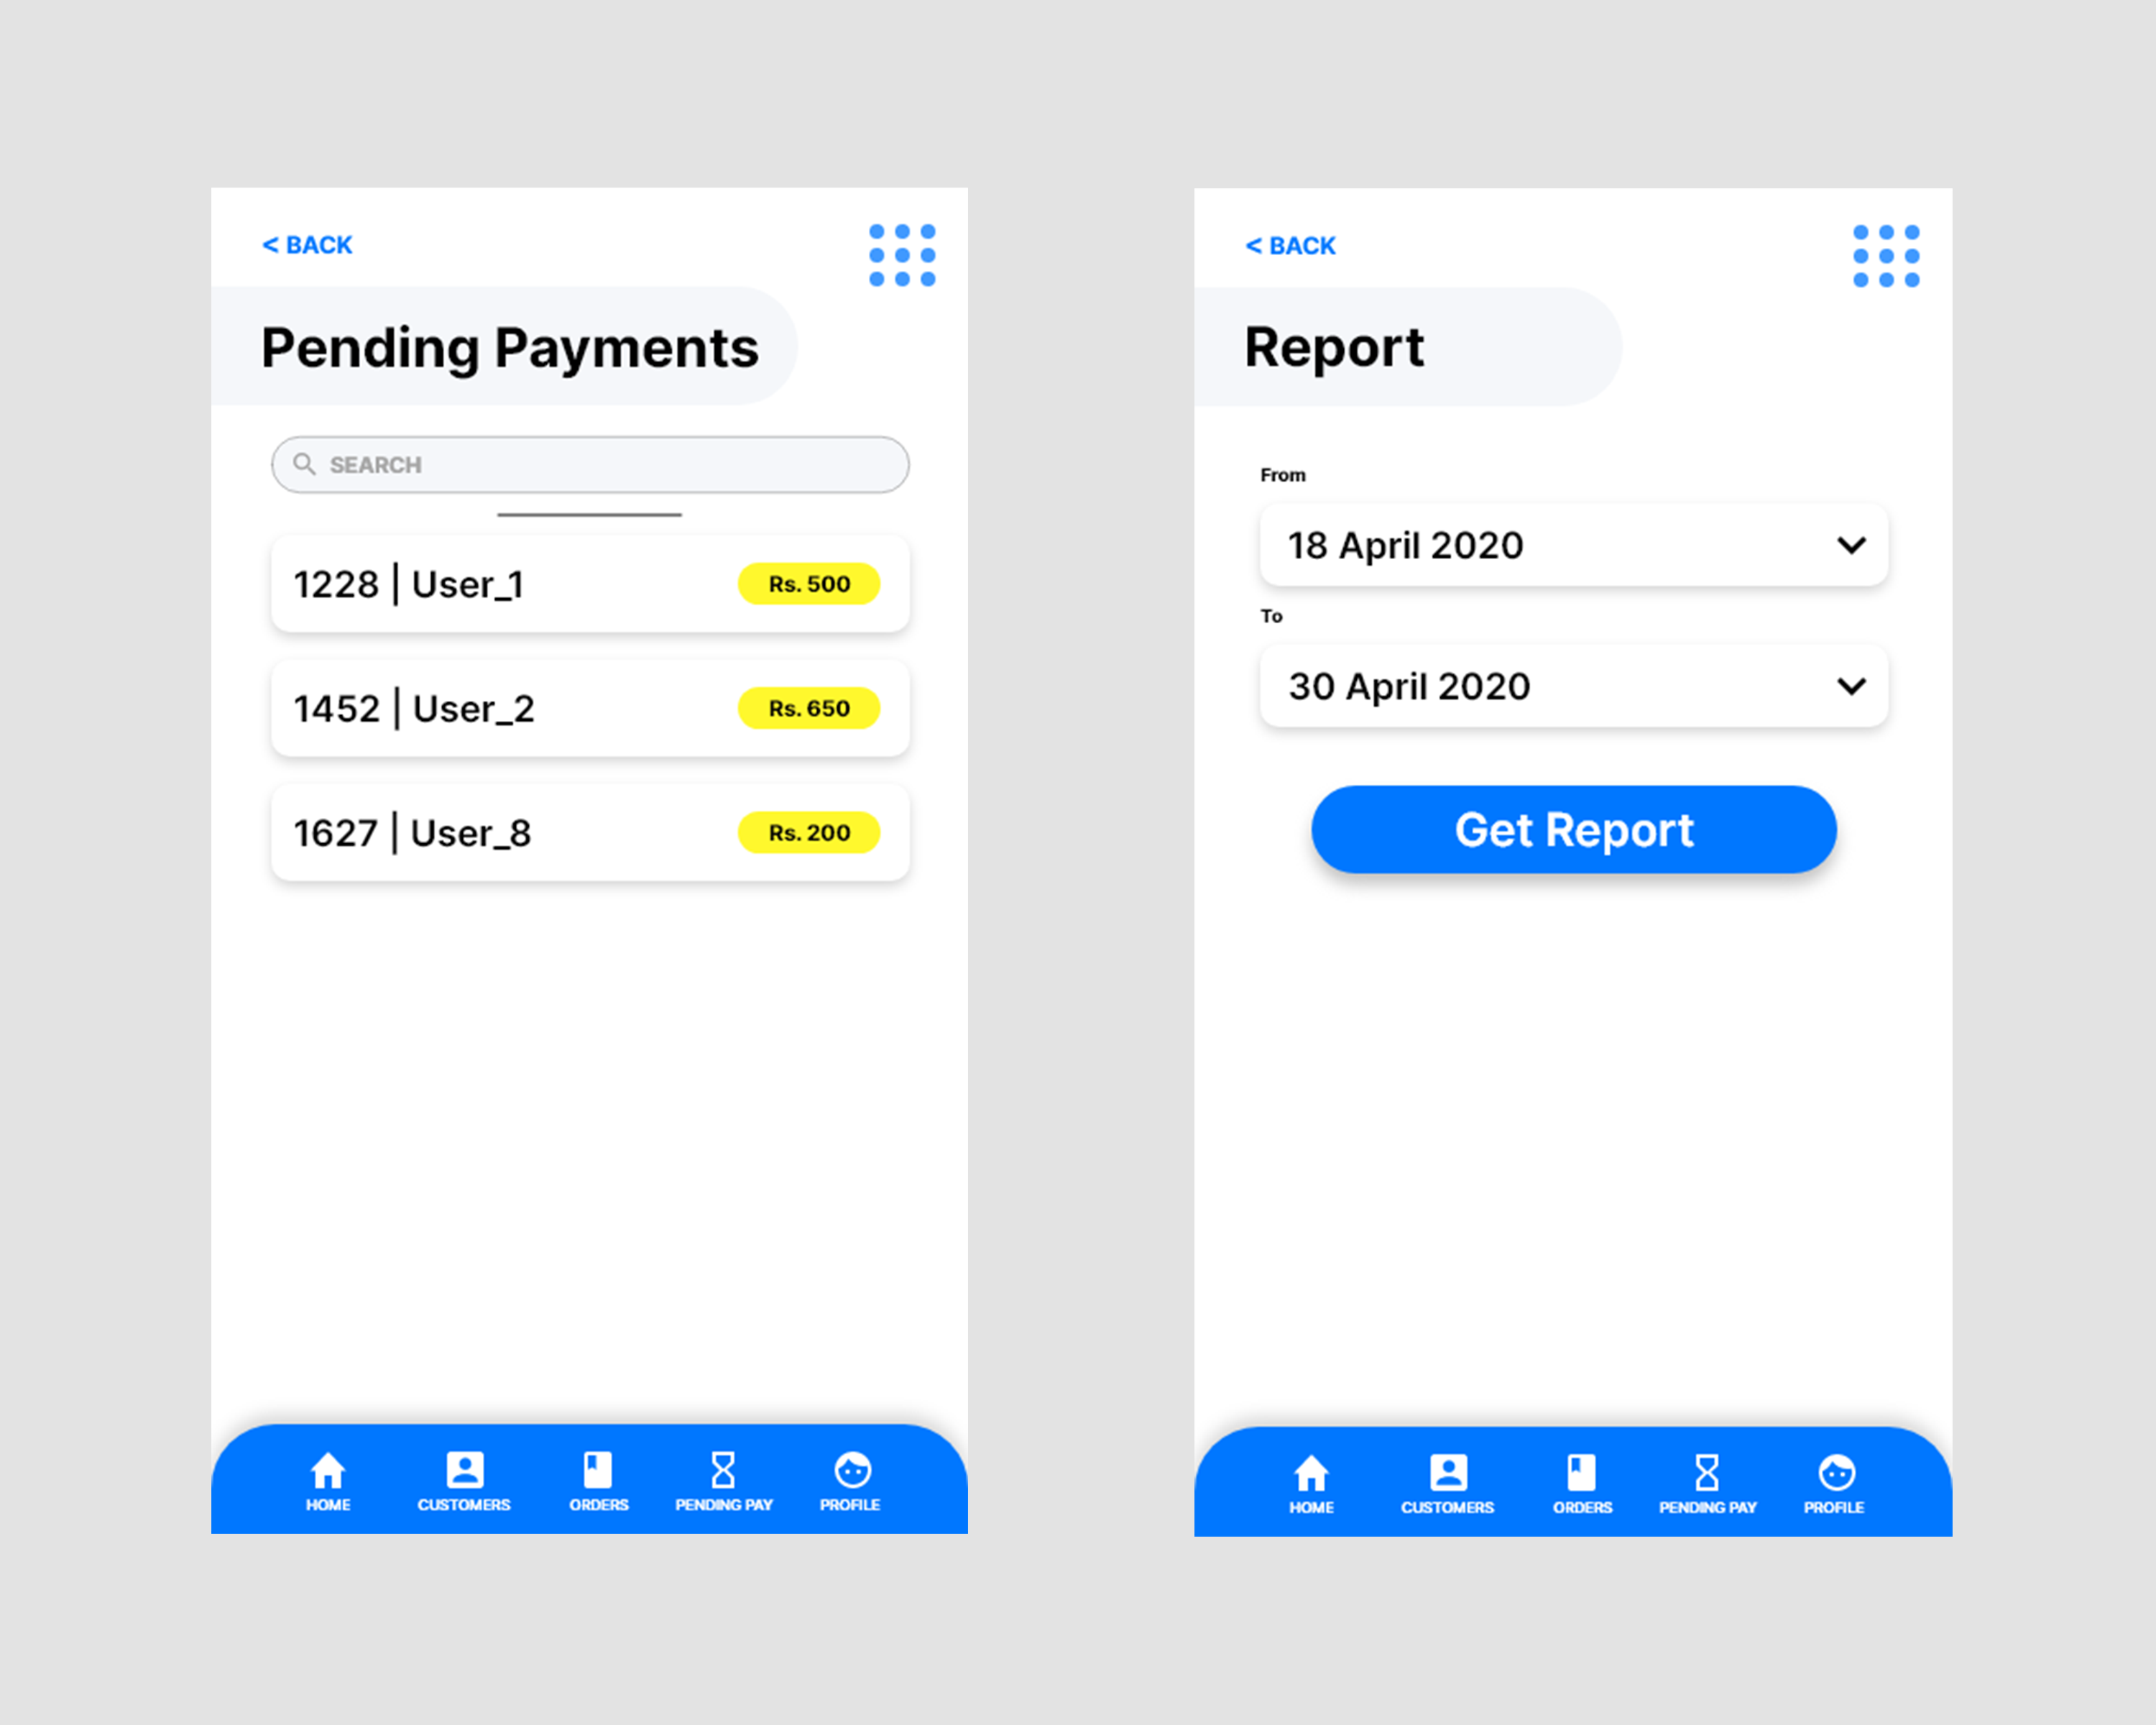 < BACK
Pending Payments
SEARCH
1228 | User_1
Rs. 500
1452 | User_2
Rs. 650
1627 | User_8
Rs. 200
HOME
CUSTOMERS
ORDERS
PENDING PAY
PROFILE
< BACK
Report
From
18 April 2020
To
30 April 2020
Get Report
HOME
CUSTOMERS
ORDERS
PENDING PAY
PROFILE